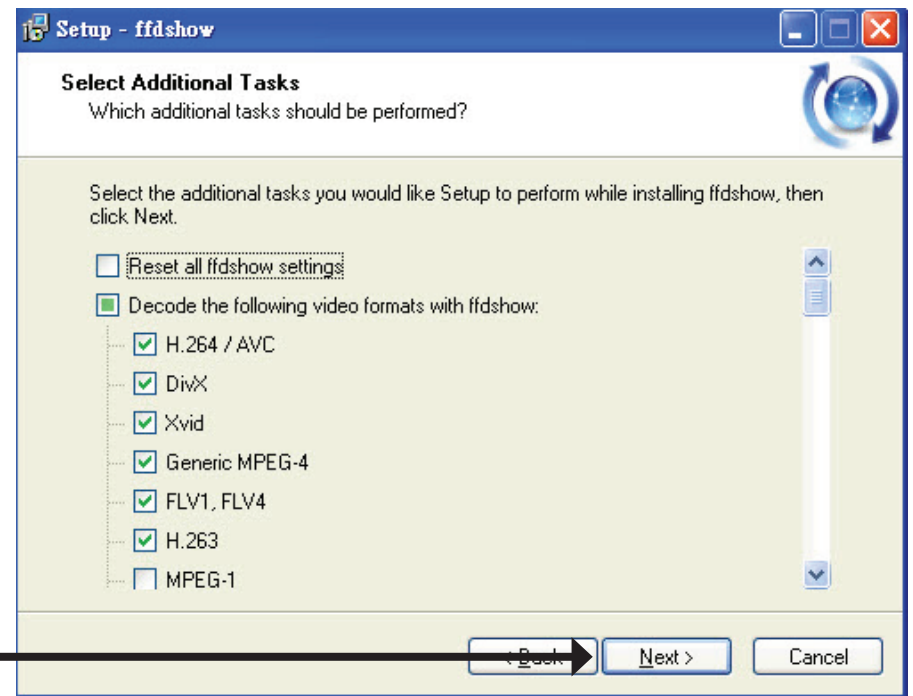 Setup - ffdshow
Select Additional Tasks
Which additional tasks should be performed?
Select the additional tasks you would like Setup to perform while installing ffdshow, then
click Next.
Reset all ffdshow settings
Decode the following video formats with ffdshow:
H.264 / AVC
DivX
Xvid
Generic MPEG-4
FLV1, FLV4
H.263
MPEG-1
< Back Next > Cancel